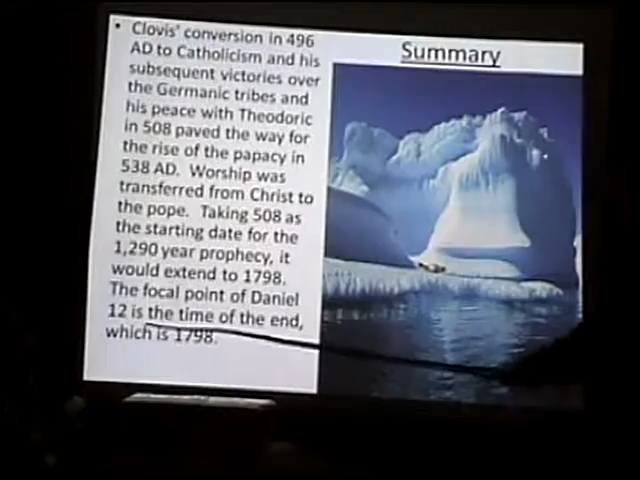 Summary
• Clovis' conversion in 496
AD to Catholicism and his
subsequent victories over
the Germanic tribes and
his peace with Theodoric
in 508 paved the way for
the rise of the papacy in
538 AD. Worship was
transferred from Christ to
the pope. Taking 508 as
the starting date for the
1,290 year prophecy, it
would extend to 1798.
The focal point of Daniel
12 is the time of the end,
which is 1798.